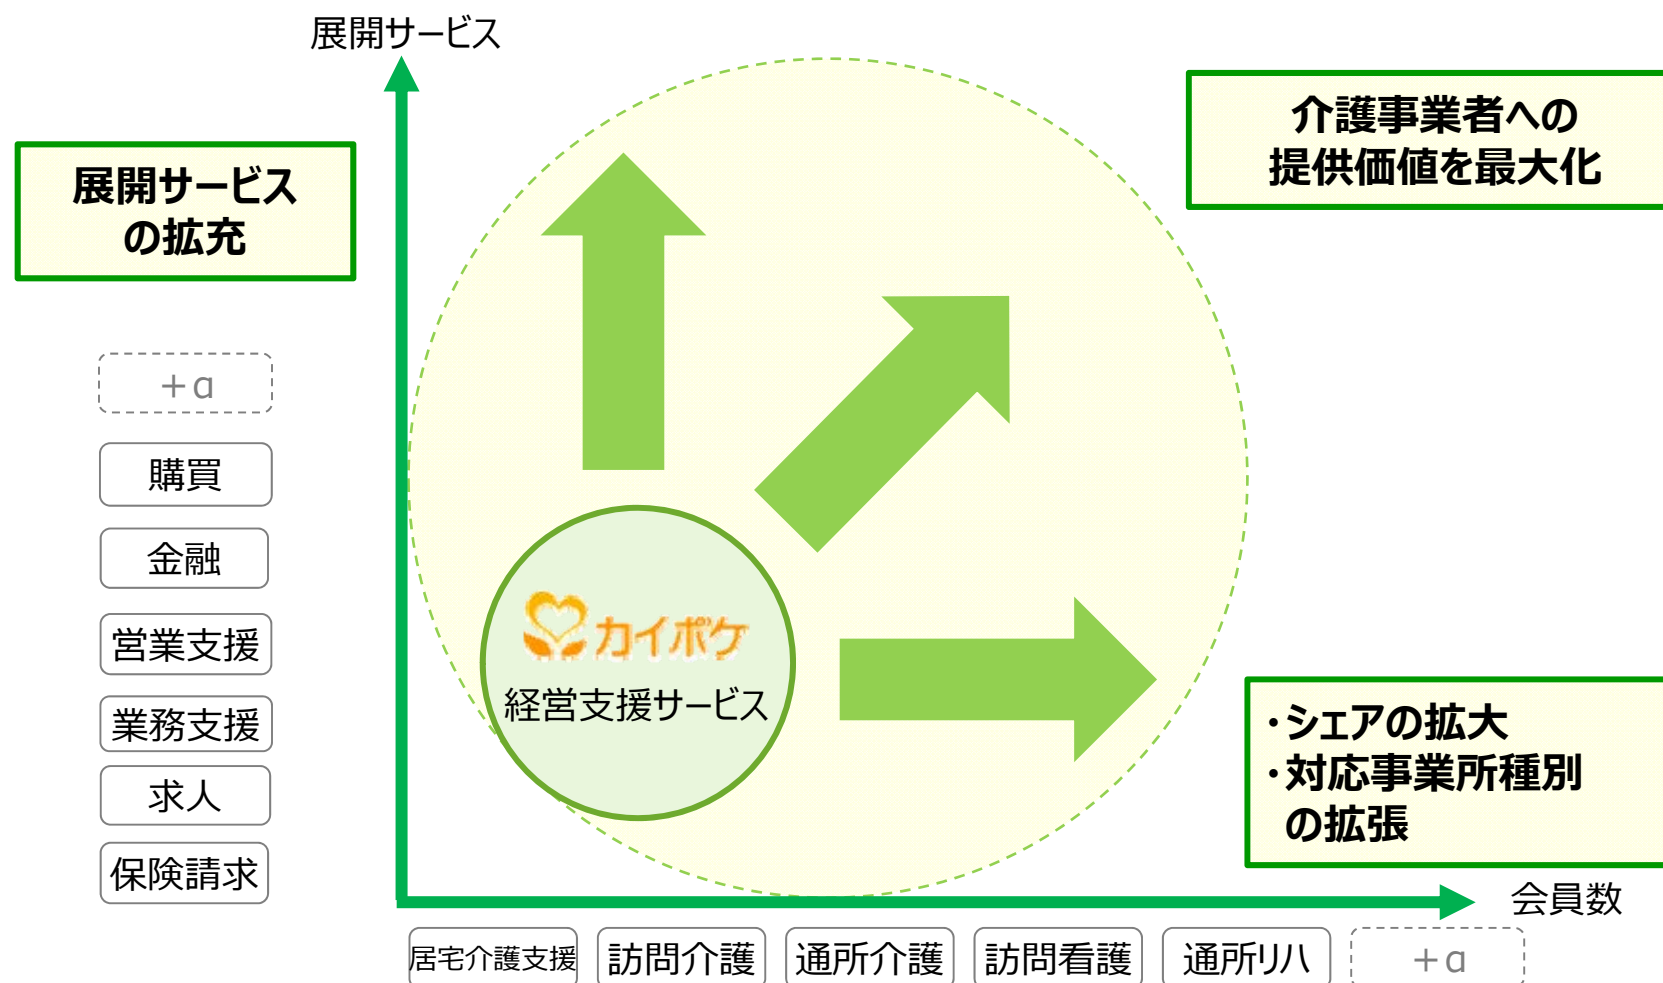 展開サービス
介護事業者への
提供価値を最大化
展開サービス
の拡充
+α
購買
金融
営業支援
業務支援
求人
保険請求
カイポケ
経営支援サービス
・シェアの拡大
・対応事業所種別
の拡張
会員数
居宅介護支援
訪問介護
通所介護
訪問看護
通所リハ
+α